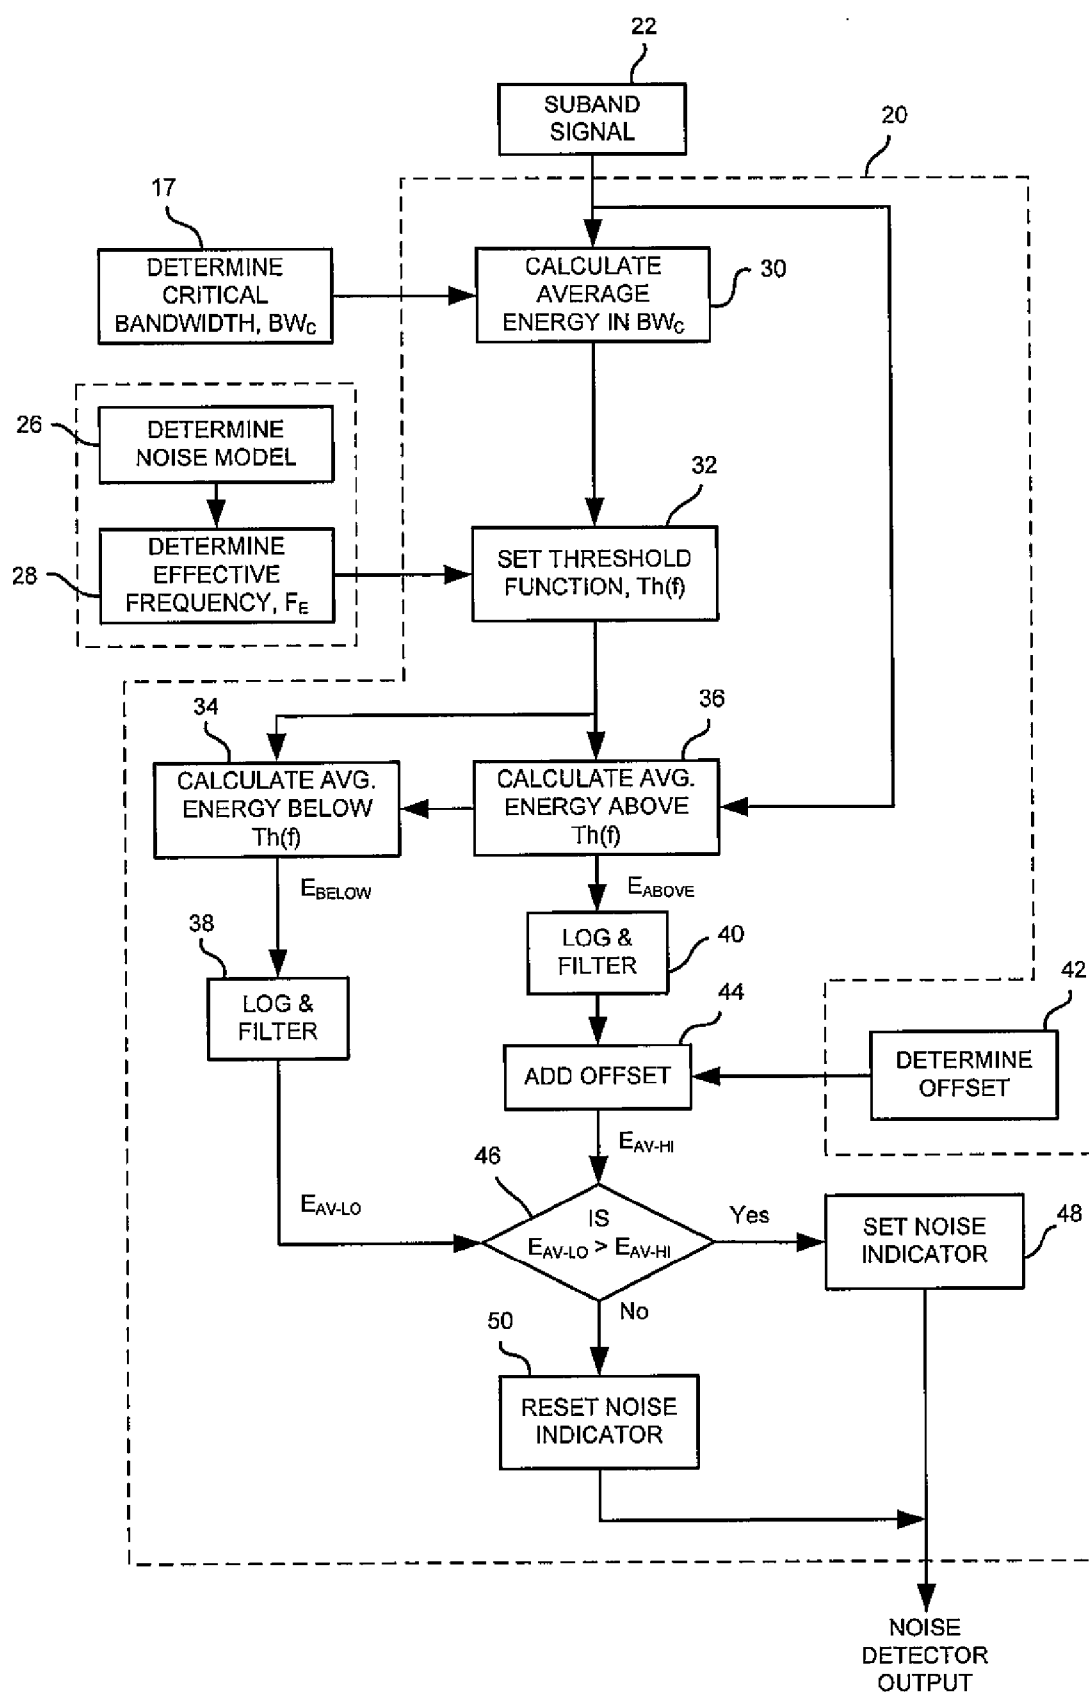 22
SUBAND
SIGNAL
20
17
DETERMINE
CRITICAL
BANDWIDTH, BWC
CALCULATE
AVERAGE
ENERGY IN BWC
30
26
DETERMINE
NOISE MODEL
32
28
DETERMINE
EFFECTIVE
FREQUENCY, FE
SET THRESHOLD
FUNCTION, Th(f)
34
36
CALCULATE AVG.
ENERGY BELOW
Th(f)
CALCULATE AVG.
ENERGY ABOVE
Th(f)
EBELOW
EABOVE
38
LOG &
FILTER
LOG &
FILTER
40
44
42
ADD OFFSET
DETERMINE
OFFSET
EAV-HI
46
EAV-LO
IS
EAV-LO > EAV-HI
Yes
SET NOISE
INDICATOR
48
No
50
RESET NOISE
INDICATOR
NOISE
DETECTOR
OUTPUT